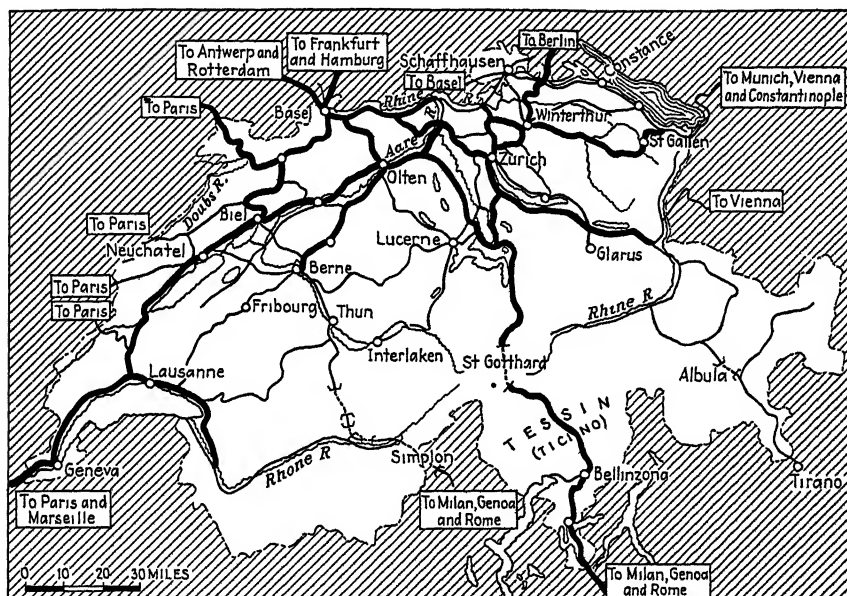 To Antwerp and
Rotterdam
To Frankfurt
and Hamburg
Schaffhausen
To Berlin
Constance
To Basel
To Paris
Basel
Rhine
R.
Winterthur
To Munich, Vienna
and Constantinople
St Gallen
Aare
R
Zurich
Olten
Doubs R.
To Vienna
To Paris
Biel
Neuchatel
Lucerne
Glarus
Berne
To Paris
To Paris
Fribourg
Thun
Rhine R
Interlaken
St Gotthard
Lausanne
Albula
TESSIN
(TICINO)
Geneva
Rhone R
Simplon
Bellinzona
Tirano
To Paris and
Marseille
To Milan, Genoa
and Rome
0 10 20 30 MILES
To Milan, Genoa
and Rome